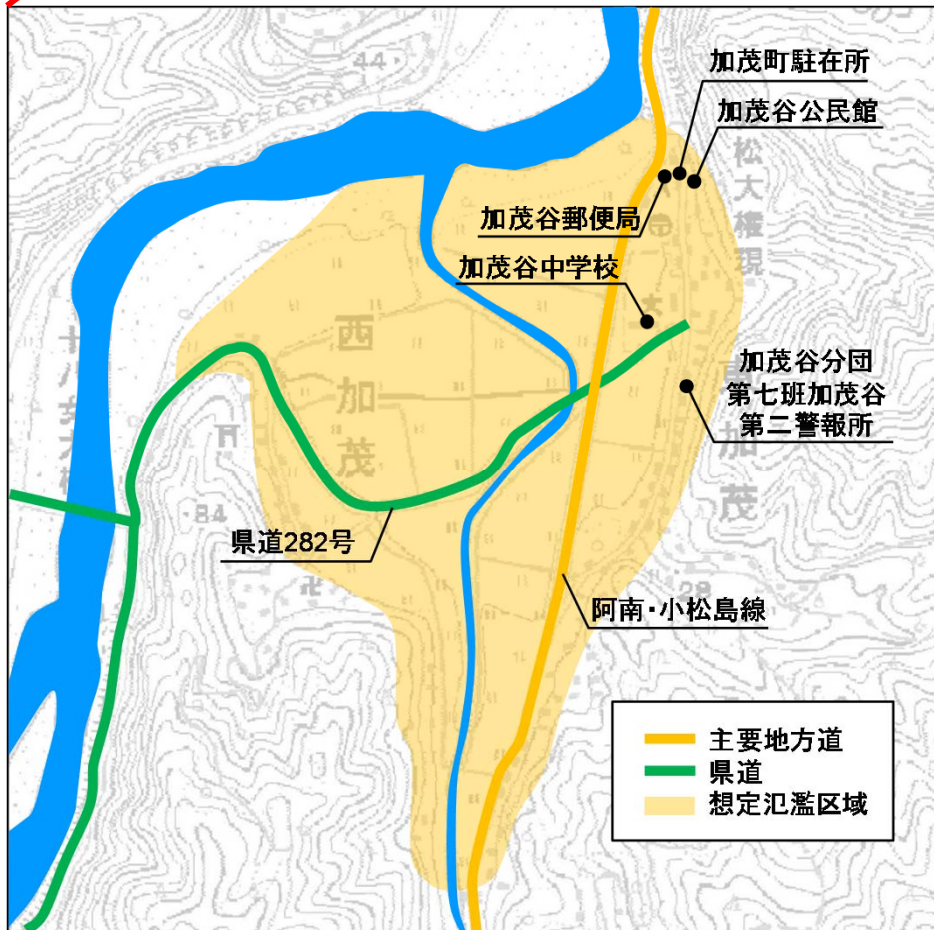 44
加茂町駐在所
加茂谷公民館
松大権現
加茂谷郵便局
加茂谷中学校
西加茂
加茂谷分団
第七班加茂谷
第二警報所
加茂
84
県道282号
28
阿南・小松島線
主要地方道
県道
想定氾濫区域